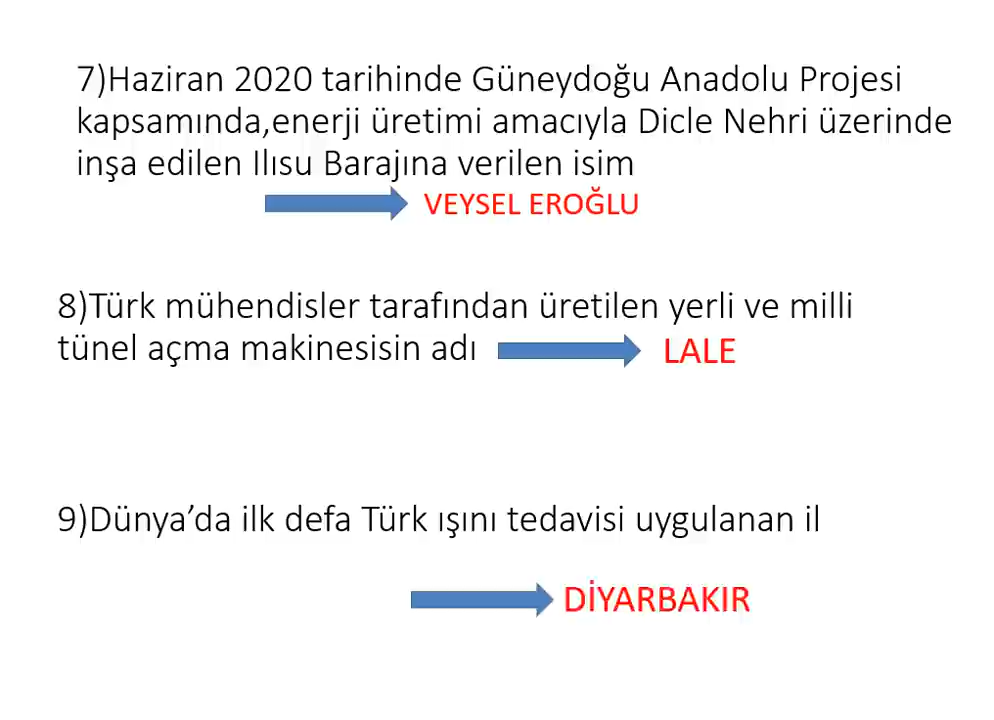 7)Haziran 2020 tarihinde Güneydoğu Anadolu Projesi
kapsamında,enerji üretimi amacıyla Dicle Nehri üzerinde
inşa edilen Ilısu Barajına verilen isim
VEYSEL EROĞLU
8)Türk mühendisler tarafından üretilen yerli ve milli
tünel açma makinesisin adı
LALE
9)Dünya’da ilk defa Türk ışını tedavisi uygulanan il
DİYARBAKIR